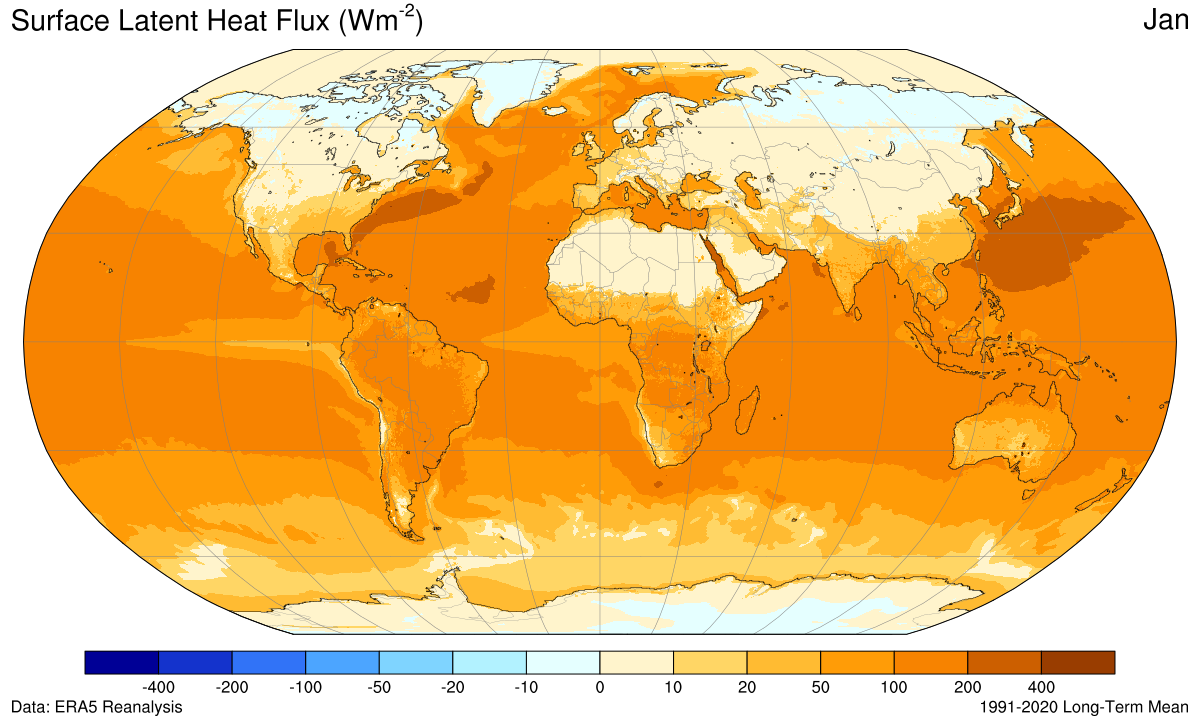 Surface Latent Heat Flux (Wm-2) Jan
-400 -200 -100 -50 -20 -10 0 10 20 50 100 200 400
Data: ERA5 Reanalysis 1991-2020 Long-Term Mean